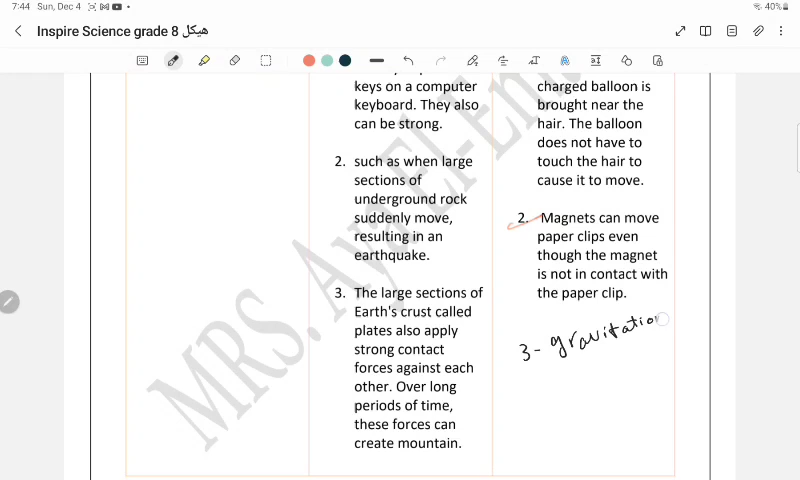 7:44 Sun, Dec 4
40%
Inspire Science grade 8 هيكل
keys on a computer
keyboard. They also
can be strong.
2. such as when large
sections of
underground rock
suddenly move,
resulting in an
earthquake.
3. The large sections of
Earth's crust called
plates also apply
strong contact
forces against each
other. Over long
periods of time,
these forces can
create mountain.
charged balloon is
brought near the
hair. The balloon
does not have to
touch the hair to
cause it to move.
2. Magnets can move
paper clips even
though the magnet
is not in contact with
the paper clip.
3- gravitation
MRS. Aya El-